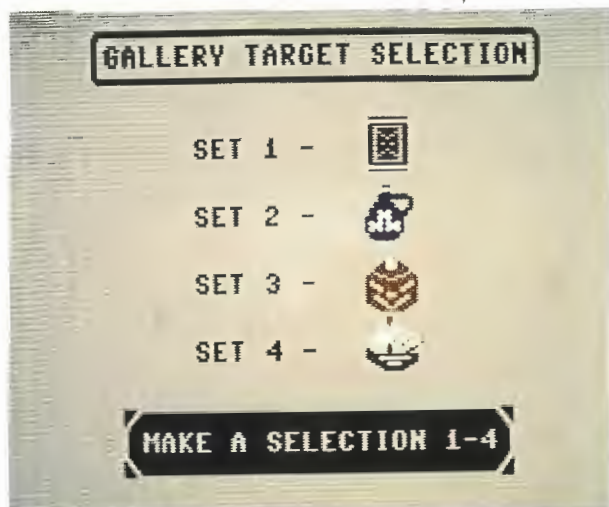 GALLERY TARGET SELECTION
SET 1 -
SET 2 -
SET 3 -
SET 4 -
MAKE A SELECTION 1-4